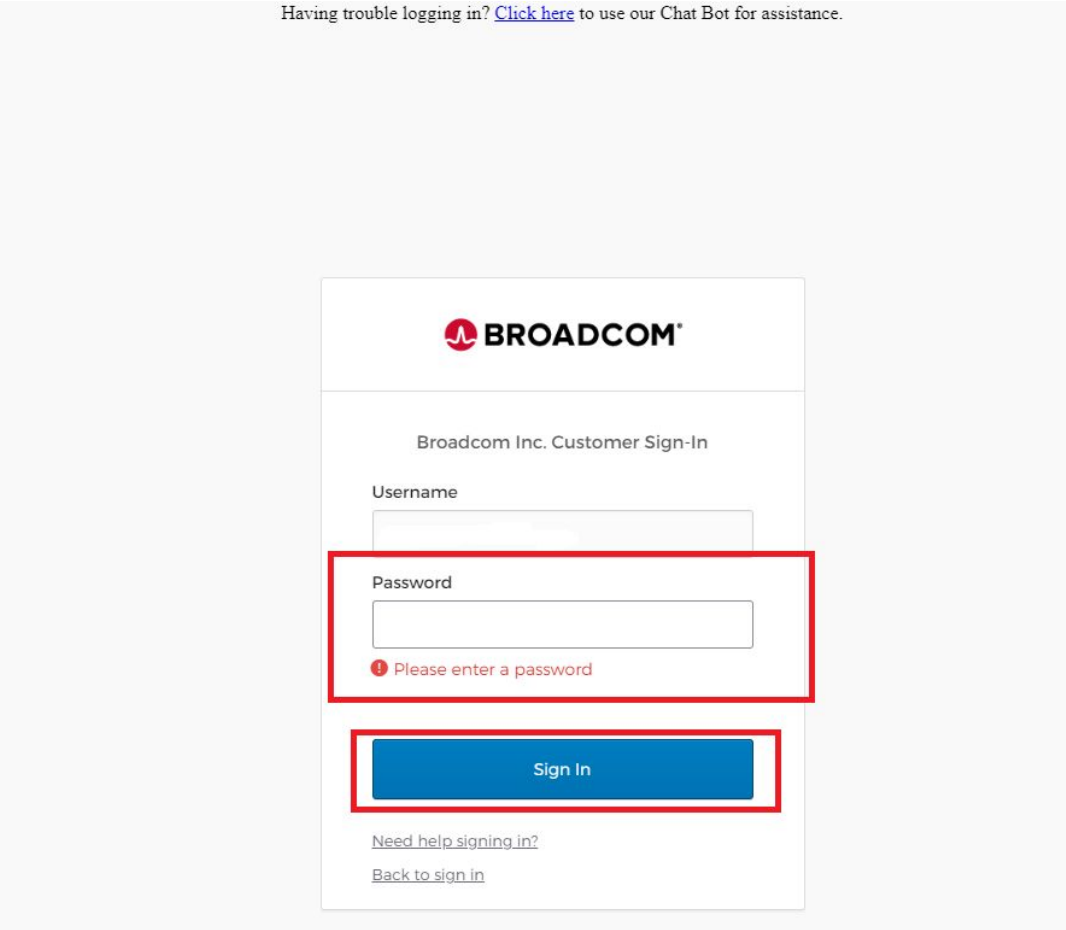 Having trouble logging in? Click here to use our Chat Bot for assistance.
BROADCOM®
Broadcom Inc. Customer Sign-In
Username
Password
Please enter a password
Sign In
Need help signing in?
Back to sign in